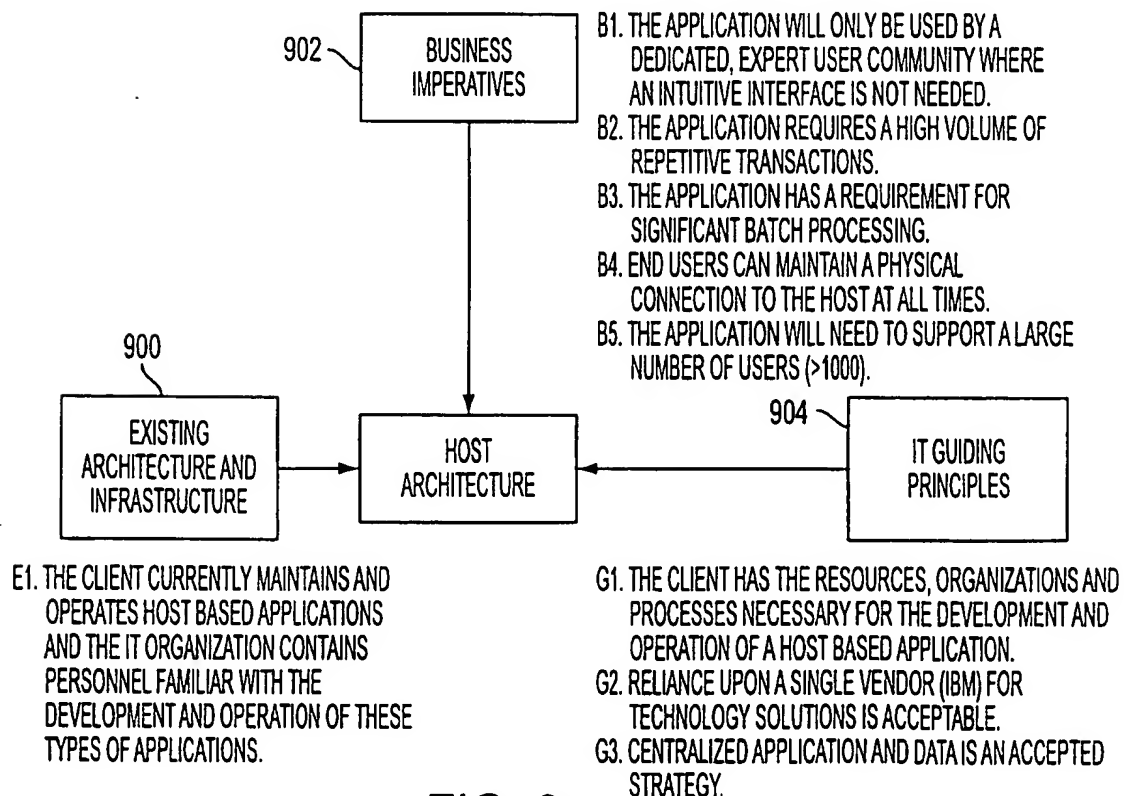 902
BUSINESS
IMPERATIVES
B1. THE APPLICATION WILL ONLY BE USED BY A
DEDICATED, EXPERT USER COMMUNITY WHERE
AN INTUITIVE INTERFACE IS NOT NEEDED.
B2. THE APPLICATION REQUIRES A HIGH VOLUME OF
REPETITIVE TRANSACTIONS.
B3. THE APPLICATION HAS A REQUIREMENT FOR
SIGNIFICANT BATCH PROCESSING.
B4. END USERS CAN MAINTAIN A PHYSICAL
CONNECTION TO THE HOST AT ALL TIMES.
B5. THE APPLICATION WILL NEED TO SUPPORT A LARGE
NUMBER OF USERS (>1000).
900
EXISTING
ARCHITECTURE AND
INFRASTRUCTURE
HOST
ARCHITECTURE
904
IT GUIDING
PRINCIPLES
E1. THE CLIENT CURRENTLY MAINTAINS AND
OPERATES HOST BASED APPLICATIONS
AND THE IT ORGANIZATION CONTAINS
PERSONNEL FAMILIAR WITH THE
DEVELOPMENT AND OPERATION OF THESE
TYPES OF APPLICATIONS.
G1. THE CLIENT HAS THE RESOURCES, ORGANIZATIONS AND
PROCESSES NECESSARY FOR THE DEVELOPMENT AND
OPERATION OF A HOST BASED APPLICATION.
G2. RELIANCE UPON A SINGLE VENDOR (IBM) FOR
TECHNOLOGY SOLUTIONS IS ACCEPTABLE.
G3. CENTRALIZED APPLICATION AND DATA IS AN ACCEPTED
STRATEGY.